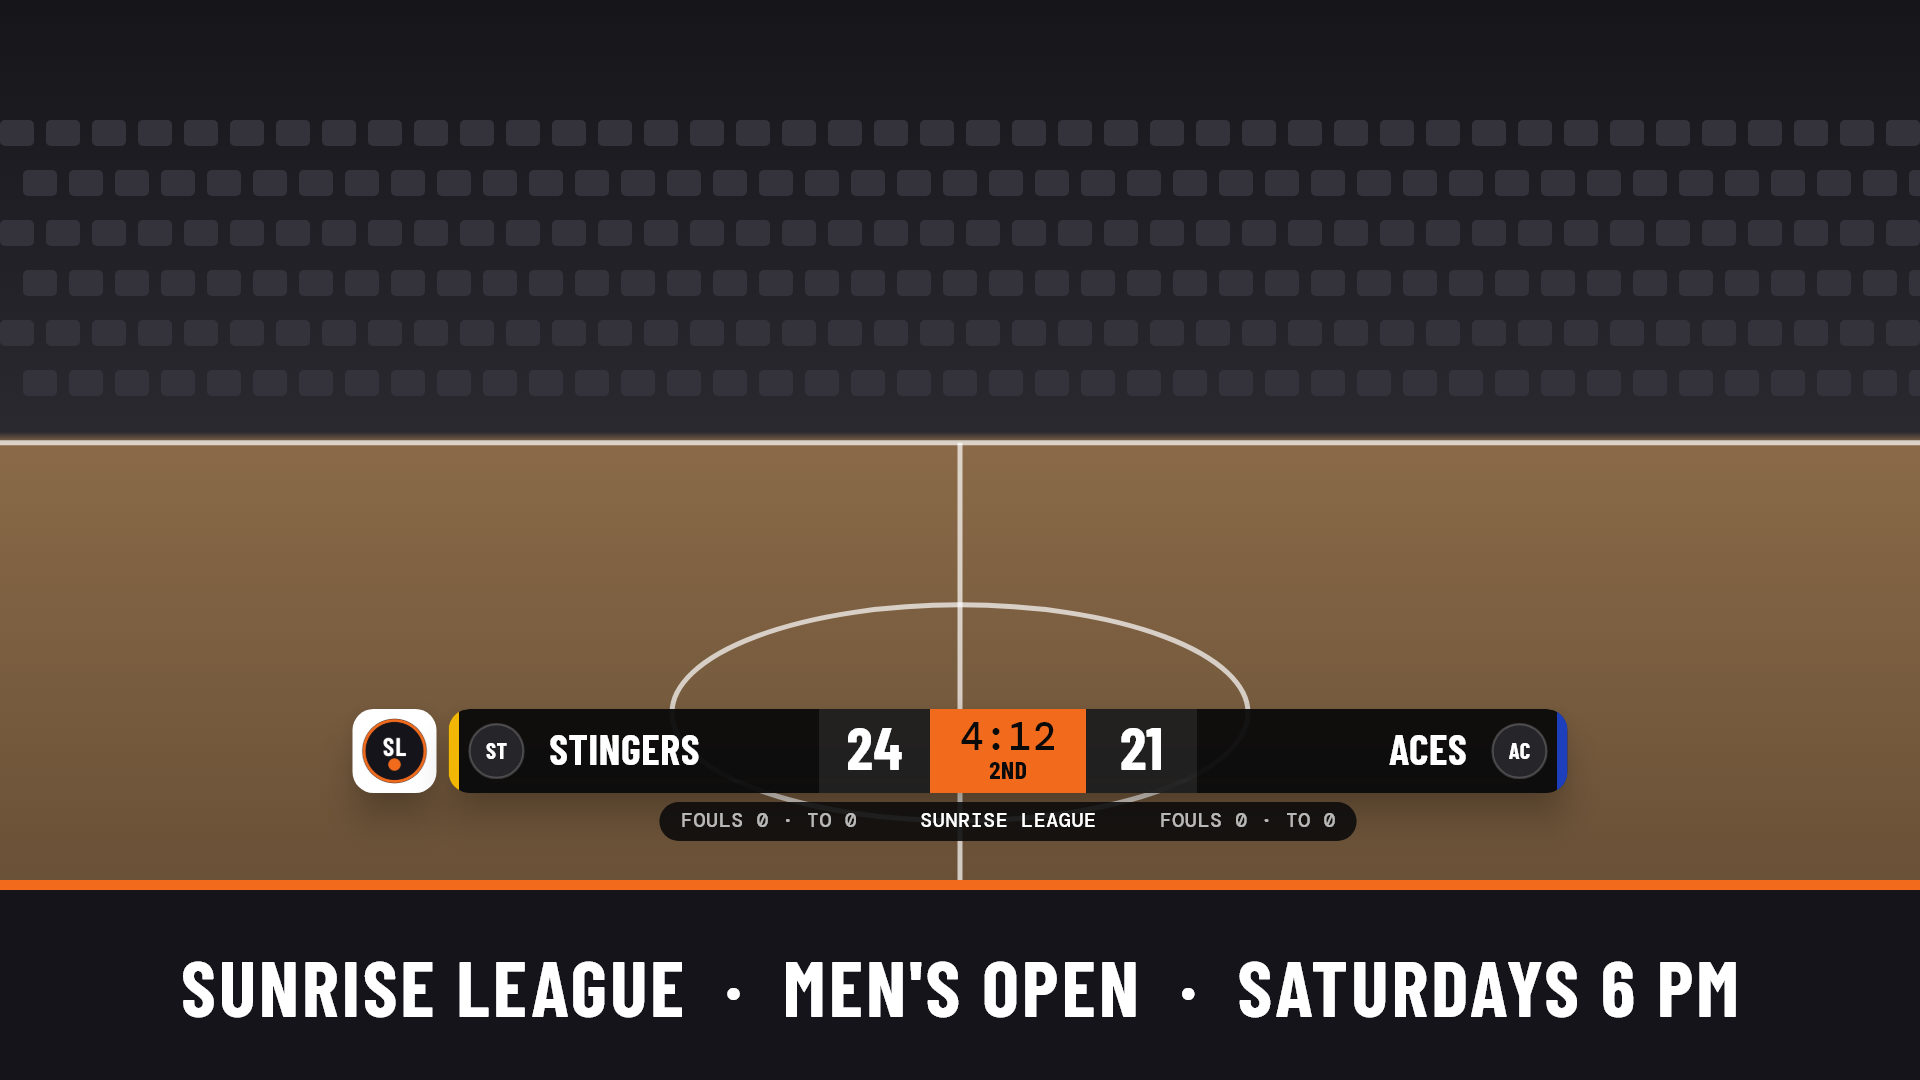 SL ST STINGERS 24 4:12 21 ACES AC
2ND
FOULS 0 · TO 0 SUNRISE LEAGUE FOULS 0 · TO 0
SUNRISE LEAGUE · MEN'S OPEN · SATURDAYS 6 PM